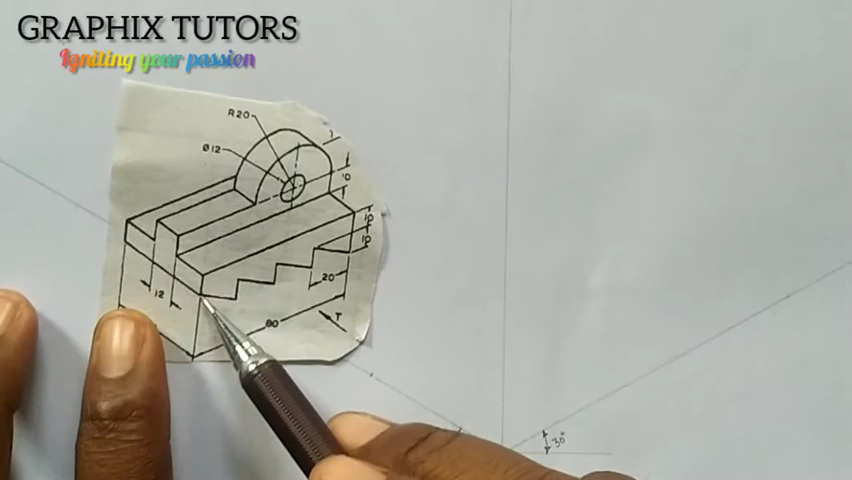 GRAPHIX TUTORS
Igniting your passion
R20
Ø12
10
10
10
20
12
80
T
30°